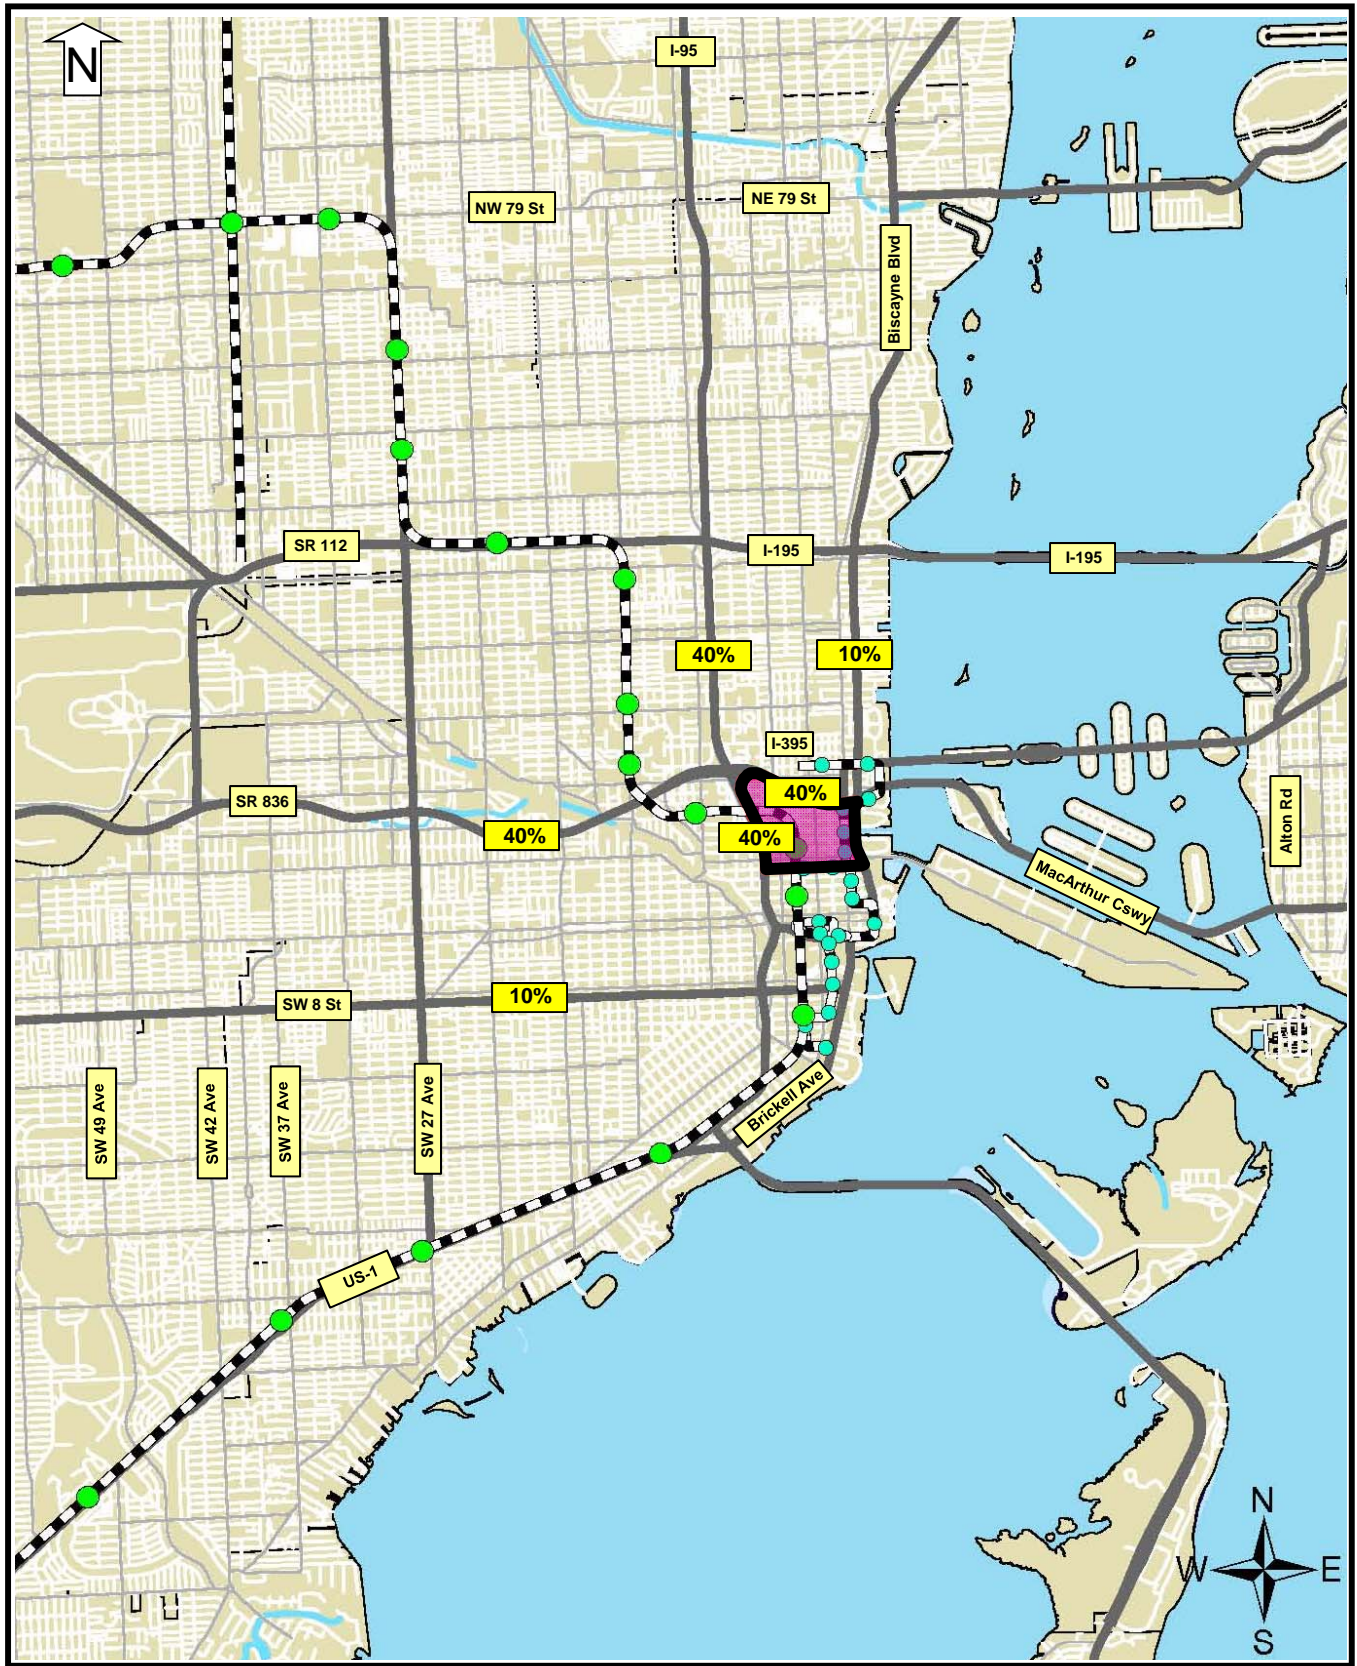 N
I-95
NW 79 St
NE 79 St
Biscayne Blvd
SR 112
I-195
I-195
40%
10%
I-395
SR 836
40%
40%
40%
Alton Rd
MacArthur Cswy
SW 8 St
10%
SW 49 Ave
SW 42 Ave
SW 37 Ave
SW 27 Ave
Brickell Ave
US-1
N
W
E
S